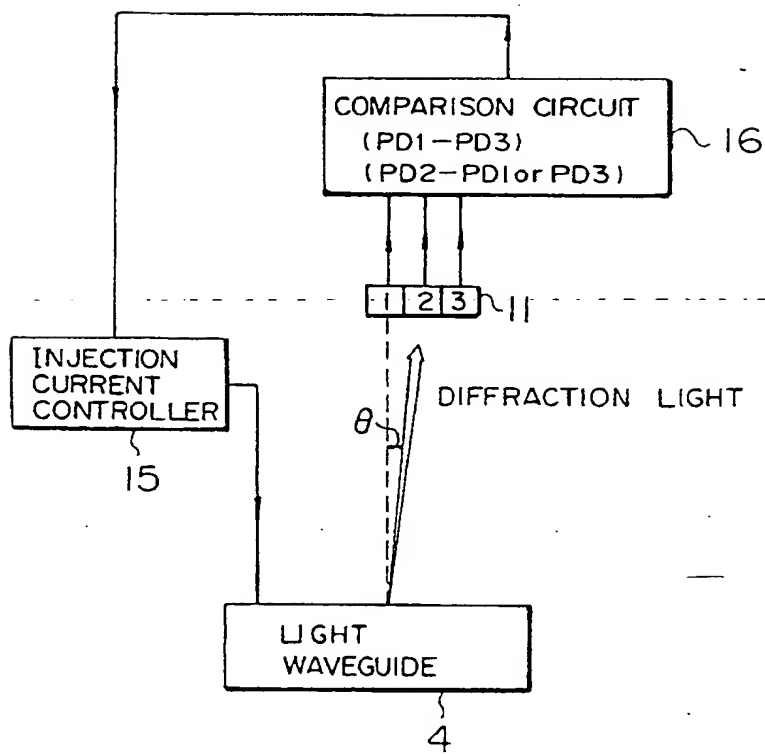 COMPARISON CIRCUIT
(PD1-PD3)
(PD2-PD1 or PD3)
16
1 2 3
11
INJECTION
CURRENT
CONTROLLER
15
DIFFRACTION LIGHT
θ
LIGHT
WAVEGUIDE
4